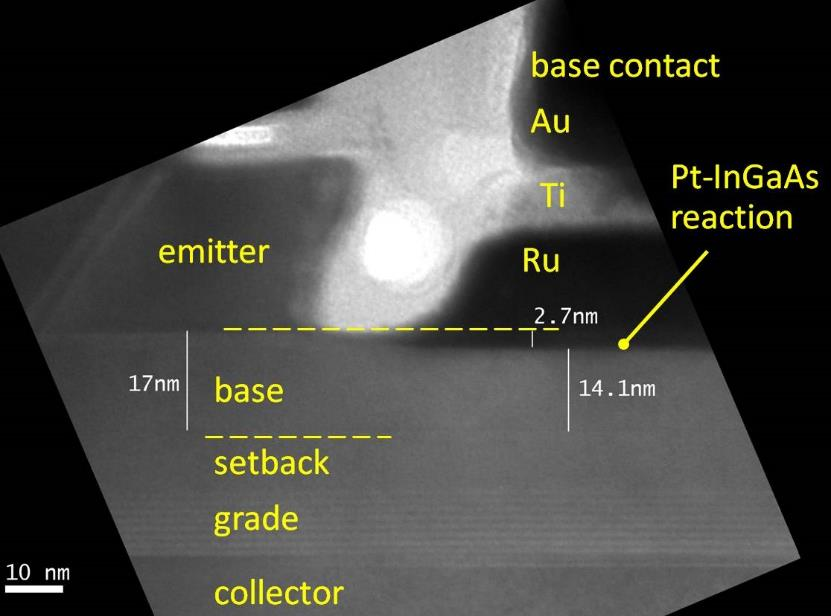 base contact
Au
Pt-InGaAs
reaction
Ti
emitter
Ru
2.7nm
17nm
base
14.1nm
setback
grade
10 nm
collector